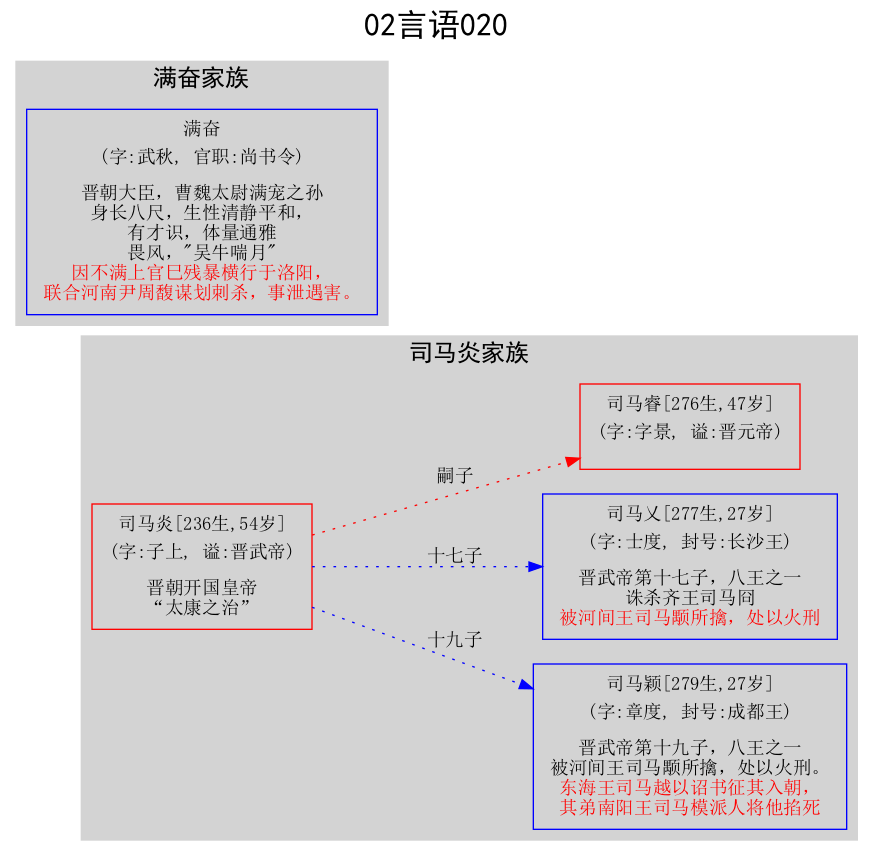 02言语020
满奋家族
满奋
(字:武秋, 官职:尚书令)
晋朝大臣，曹魏太尉满宠之孙
身长八尺，生性清静平和，
有才识，体量通雅
畏风，"吴牛喘月"
因不满上官巳残暴横行于洛阳，
联合河南尹周馥谋划刺杀，事泄遇害。
司马炎家族
司马睿[276生,47岁]
(字:字景, 谥:晋元帝)
嗣子
司马炎[236生,54岁]
(字:子上, 谥:晋武帝)
晋朝开国皇帝
“太康之治”
十七子
司马乂[277生,27岁]
(字:士度, 封号:长沙王)
晋武帝第十七子，八王之一
诛杀齐王司马冏
被河间王司马颙所擒，处以火刑
十九子
司马颖[279生,27岁]
(字:章度, 封号:成都王)
晋武帝第十九子，八王之一
被河间王司马颙所擒，处以火刑。
东海王司马越以诏书征其入朝，
其弟南阳王司马模派人将他掐死